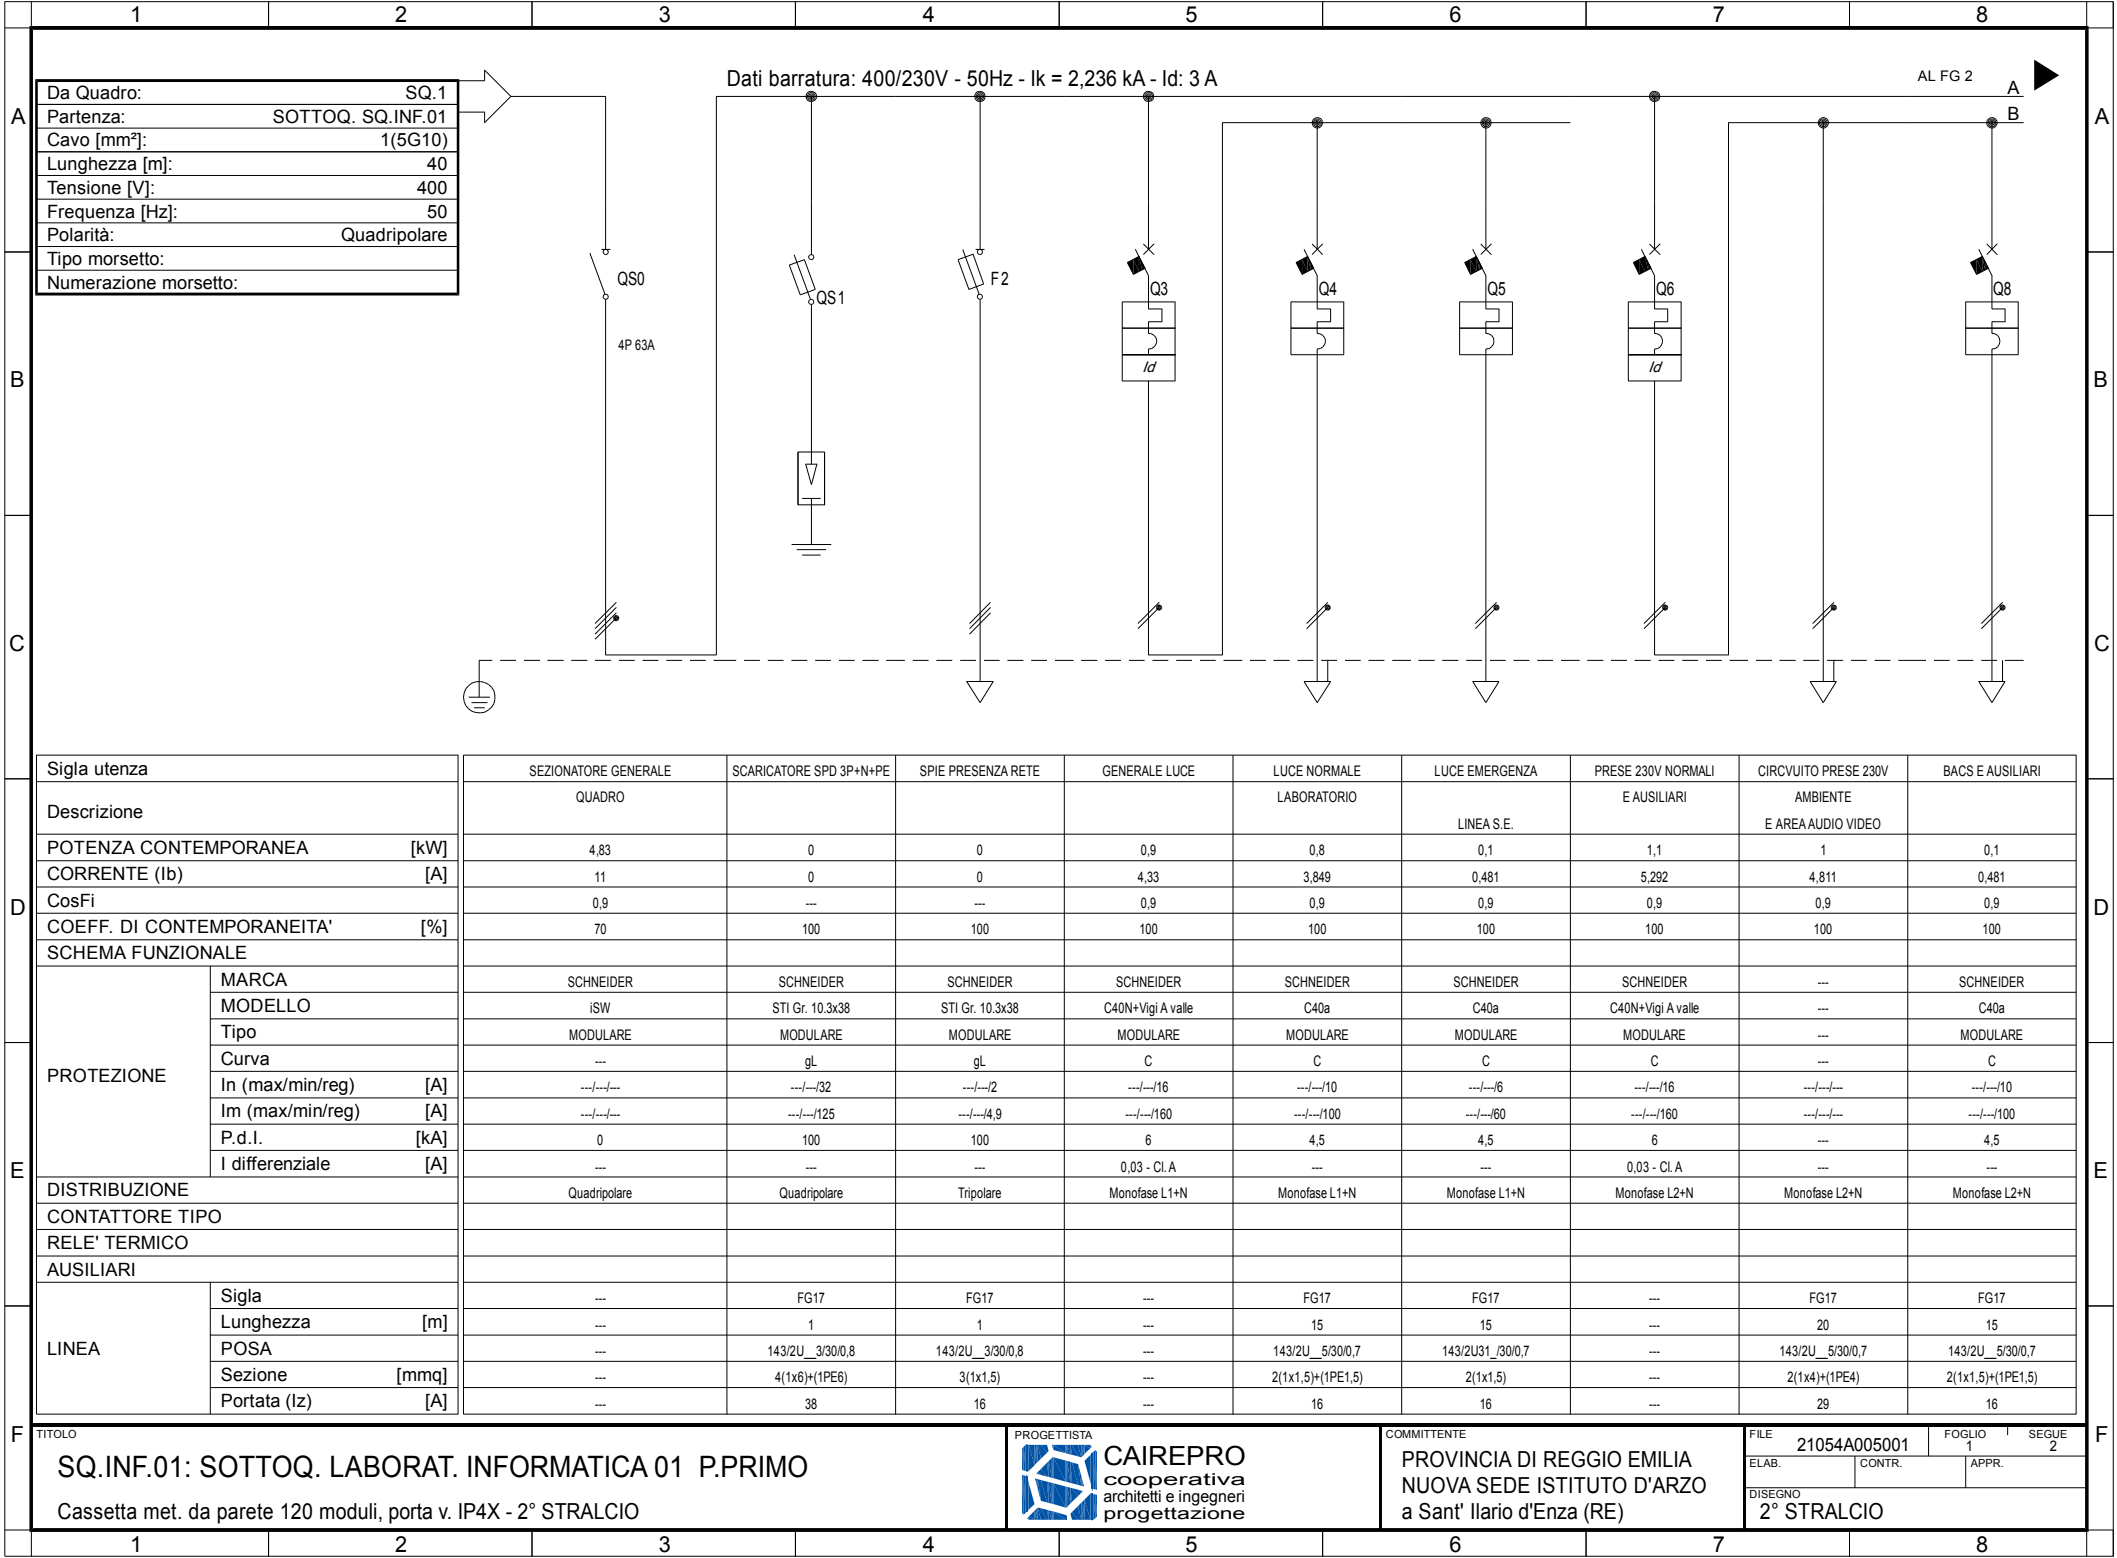 1 2 3 4 5 6 7 8
A
B
C
D
E
F
A
B
C
D
E
F
Da Quadro: SQ.1
Partenza: SOTTOQ. SQ.INF.01
Cavo [mm²]: 1(5G10)
Lunghezza [m]: 40
Tensione [V]: 400
Frequenza [Hz]: 50
Polarità: Quadripolare
Tipo morsetto:
Numerazione morsetto:
Dati barratura: 400/230V - 50Hz - Ik = 2,236 kA - Id: 3 A
AL FG 2
A
B
QS0
4P 63A
QS1
F2
Q3
Id
Q4
Q5
Q6
Id
Q8
Sigla utenza SEZIONATORE GENERALE SCARICATORE SPD 3P+N+PE SPIE PRESENZA RETE GENERALE LUCE LUCE NORMALE LUCE EMERGENZA PRESE 230V NORMALI CIRCVUITO PRESE 230V BACS E AUSILIARI
Descrizione QUADRO LABORATORIO E AUSILIARI AMBIENTE
LINEA S.E. E AREA AUDIO VIDEO
POTENZA CONTEMPORANEA [kW] 4,83 0 0 0,9 0,8 0,1 1,1 1 0,1
CORRENTE (Ib) [A] 11 0 0 4,33 3,849 0,481 5,292 4,811 0,481
CosFi 0,9 --- --- 0,9 0,9 0,9 0,9 0,9 0,9
COEFF. DI CONTEMPORANEITA' [%] 70 100 100 100 100 100 100 100 100
SCHEMA FUNZIONALE
PROTEZIONE
MARCA SCHNEIDER SCHNEIDER SCHNEIDER SCHNEIDER SCHNEIDER SCHNEIDER SCHNEIDER --- SCHNEIDER
MODELLO iSW STI Gr. 10.3x38 STI Gr. 10.3x38 C40N+Vigi A valle C40a C40a C40N+Vigi A valle --- C40a
Tipo MODULARE MODULARE MODULARE MODULARE MODULARE MODULARE MODULARE --- MODULARE
Curva --- gL gL C C C C --- C
In (max/min/reg) [A] ---/---/--- ---/---/32 ---/---/2 ---/---/16 ---/---/10 ---/---/6 ---/---/16 ---/---/--- ---/---/10
Im (max/min/reg) [A] ---/---/--- ---/---/125 ---/---/4,9 ---/---/160 ---/---/100 ---/---/60 ---/---/160 ---/---/--- ---/---/100
P.d.I. [kA] 0 100 100 6 4,5 4,5 6 --- 4,5
I differenziale [A] --- --- --- 0,03 - Cl. A --- --- 0,03 - Cl. A --- ---
DISTRIBUZIONE Quadripolare Quadripolare Tripolare Monofase L1+N Monofase L1+N Monofase L1+N Monofase L2+N Monofase L2+N Monofase L2+N
CONTATTORE TIPO
RELE' TERMICO
AUSILIARI
LINEA
Sigla --- FG17 FG17 --- FG17 FG17 --- FG17 FG17
Lunghezza [m] --- 1 1 --- 15 15 --- 20 15
POSA --- 143/2U__3/30/0,8 143/2U__3/30/0,8 --- 143/2U__5/30/0,7 143/2U31_/30/0,7 --- 143/2U__5/30/0,7 143/2U__5/30/0,7
Sezione [mmq] --- 4(1x6)+(1PE6) 3(1x1,5) --- 2(1x1,5)+(1PE1,5) 2(1x1,5) --- 2(1x4)+(1PE4) 2(1x1,5)+(1PE1,5)
Portata (Iz) [A] --- 38 16 --- 16 16 --- 29 16
TITOLO
SQ.INF.01: SOTTOQ. LABORAT. INFORMATICA 01 P.PRIMO
Cassetta met. da parete 120 moduli, porta v. IP4X - 2° STRALCIO
PROGETTISTA
CAIREPRO
cooperativa
architetti e ingegneri
progettazione
COMMITTENTE
PROVINCIA DI REGGIO EMILIA
NUOVA SEDE ISTITUTO D'ARZO
a Sant' Ilario d'Enza (RE)
FILE 21054A005001
FOGLIO 1
SEGUE 2
ELAB. CONTR. APPR.
DISEGNO
2° STRALCIO
1 2 3 4 5 6 7 8